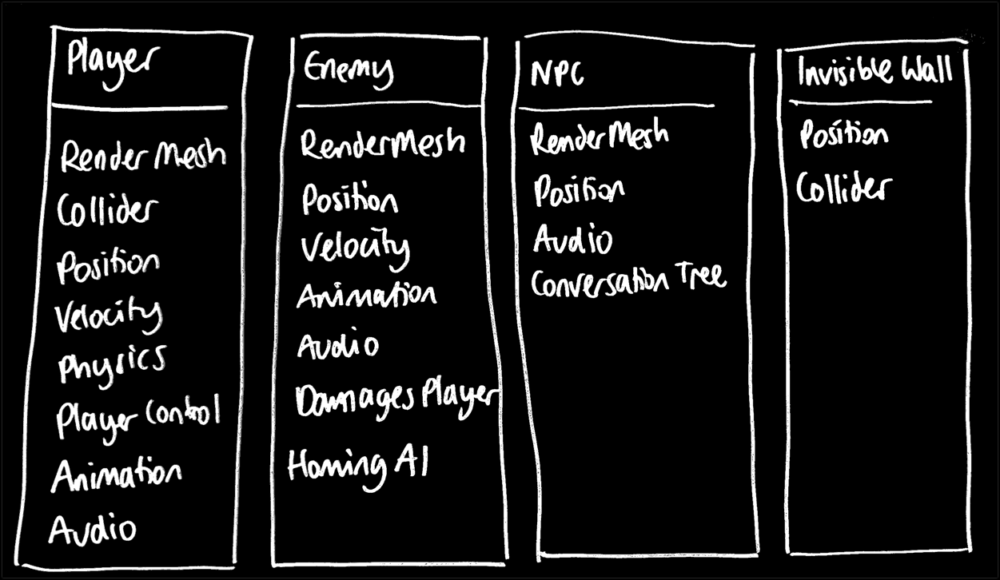 Player
Render Mesh
Collider
Position
Velocity
Physics
Player Control
Animation
Audio
Enemy
RenderMesh
Position
Velocity
Animation
Audio
Damages Player
Homing AI
NPC
RenderMesh
Position
Audio
Conversation Tree
Invisible Wall
Position
Collider